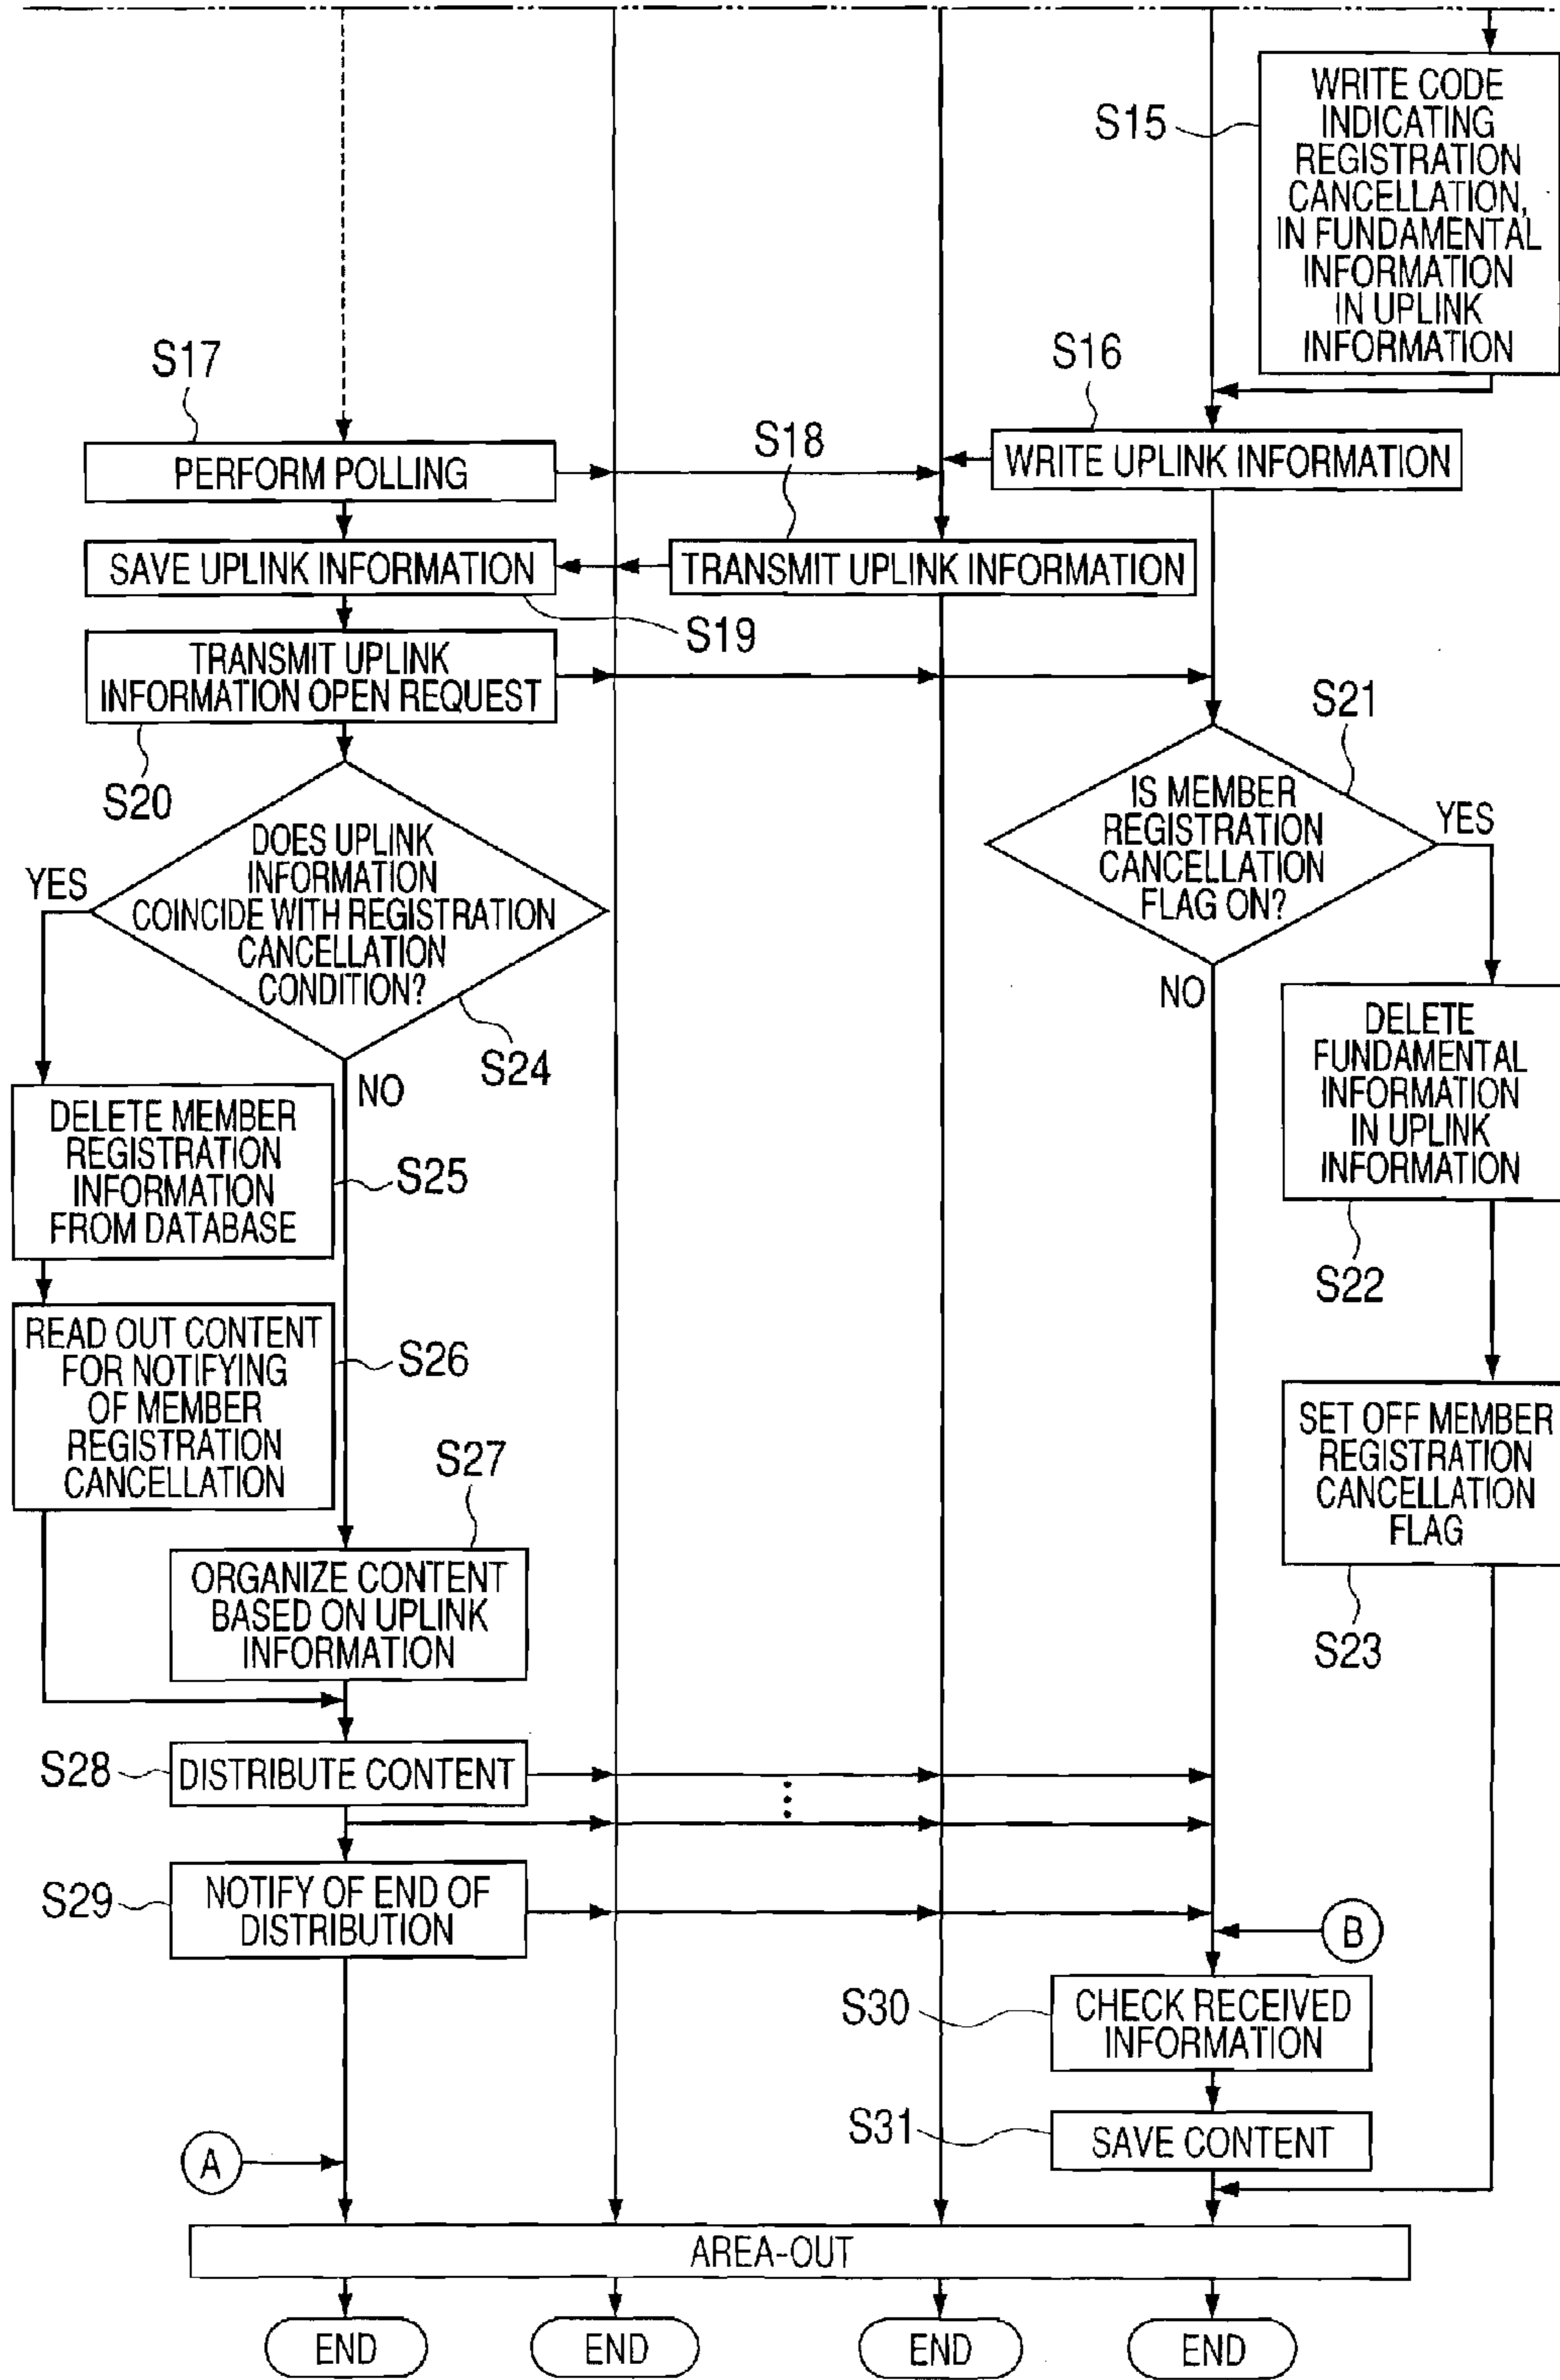 WRITE CODE
INDICATING
REGISTRATION
CANCELLATION,
IN FUNDAMENTAL
INFORMATION
IN UPLINK
INFORMATION
S15
S17
S16
S18
PERFORM POLLING
WRITE UPLINK INFORMATION
SAVE UPLINK INFORMATION
TRANSMIT UPLINK INFORMATION
S19
TRANSMIT UPLINK
INFORMATION OPEN REQUEST
S20
S21
IS MEMBER
REGISTRATION
CANCELLATION
FLAG ON?
YES
NO
DOES UPLINK
INFORMATION
COINCIDE WITH REGISTRATION
CANCELLATION
CONDITION?
YES
S24
NO
DELETE
FUNDAMENTAL
INFORMATION
IN UPLINK
INFORMATION
S22
DELETE MEMBER
REGISTRATION
INFORMATION
FROM DATABASE
S25
READ OUT CONTENT
FOR NOTIFYING
OF MEMBER
REGISTRATION
CANCELLATION
S26
SET OFF MEMBER
REGISTRATION
CANCELLATION
FLAG
S23
S27
ORGANIZE CONTENT
BASED ON UPLINK
INFORMATION
S28
DISTRIBUTE CONTENT
S29
NOTIFY OF END OF
DISTRIBUTION
B
S30
CHECK RECEIVED
INFORMATION
S31
SAVE CONTENT
A
AREA-OUT
END
END
END
END